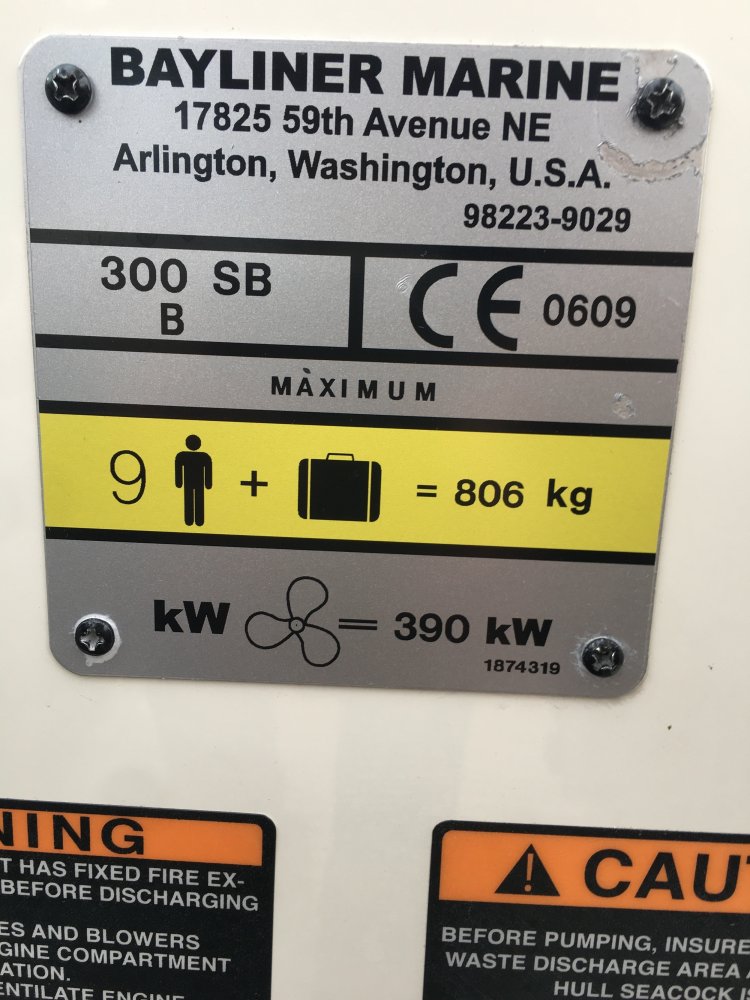 BAYLINER MARINE
17825 59th Avenue NE
Arlington, Washington, U.S.A.
98223-9029
300 SB
B
CE 0609
MÀXIMUM
9 + = 806 kg
kW = 390 kW
1874319
NING
T HAS FIXED FIRE EX-
BEFORE DISCHARGING
ES AND BLOWERS
GINE COMPARTMENT
ATION.
ENTILATE ENGINE
CAUT
BEFORE PUMPING, INSURE
WASTE DISCHARGE AREA
HULL SEACOCK